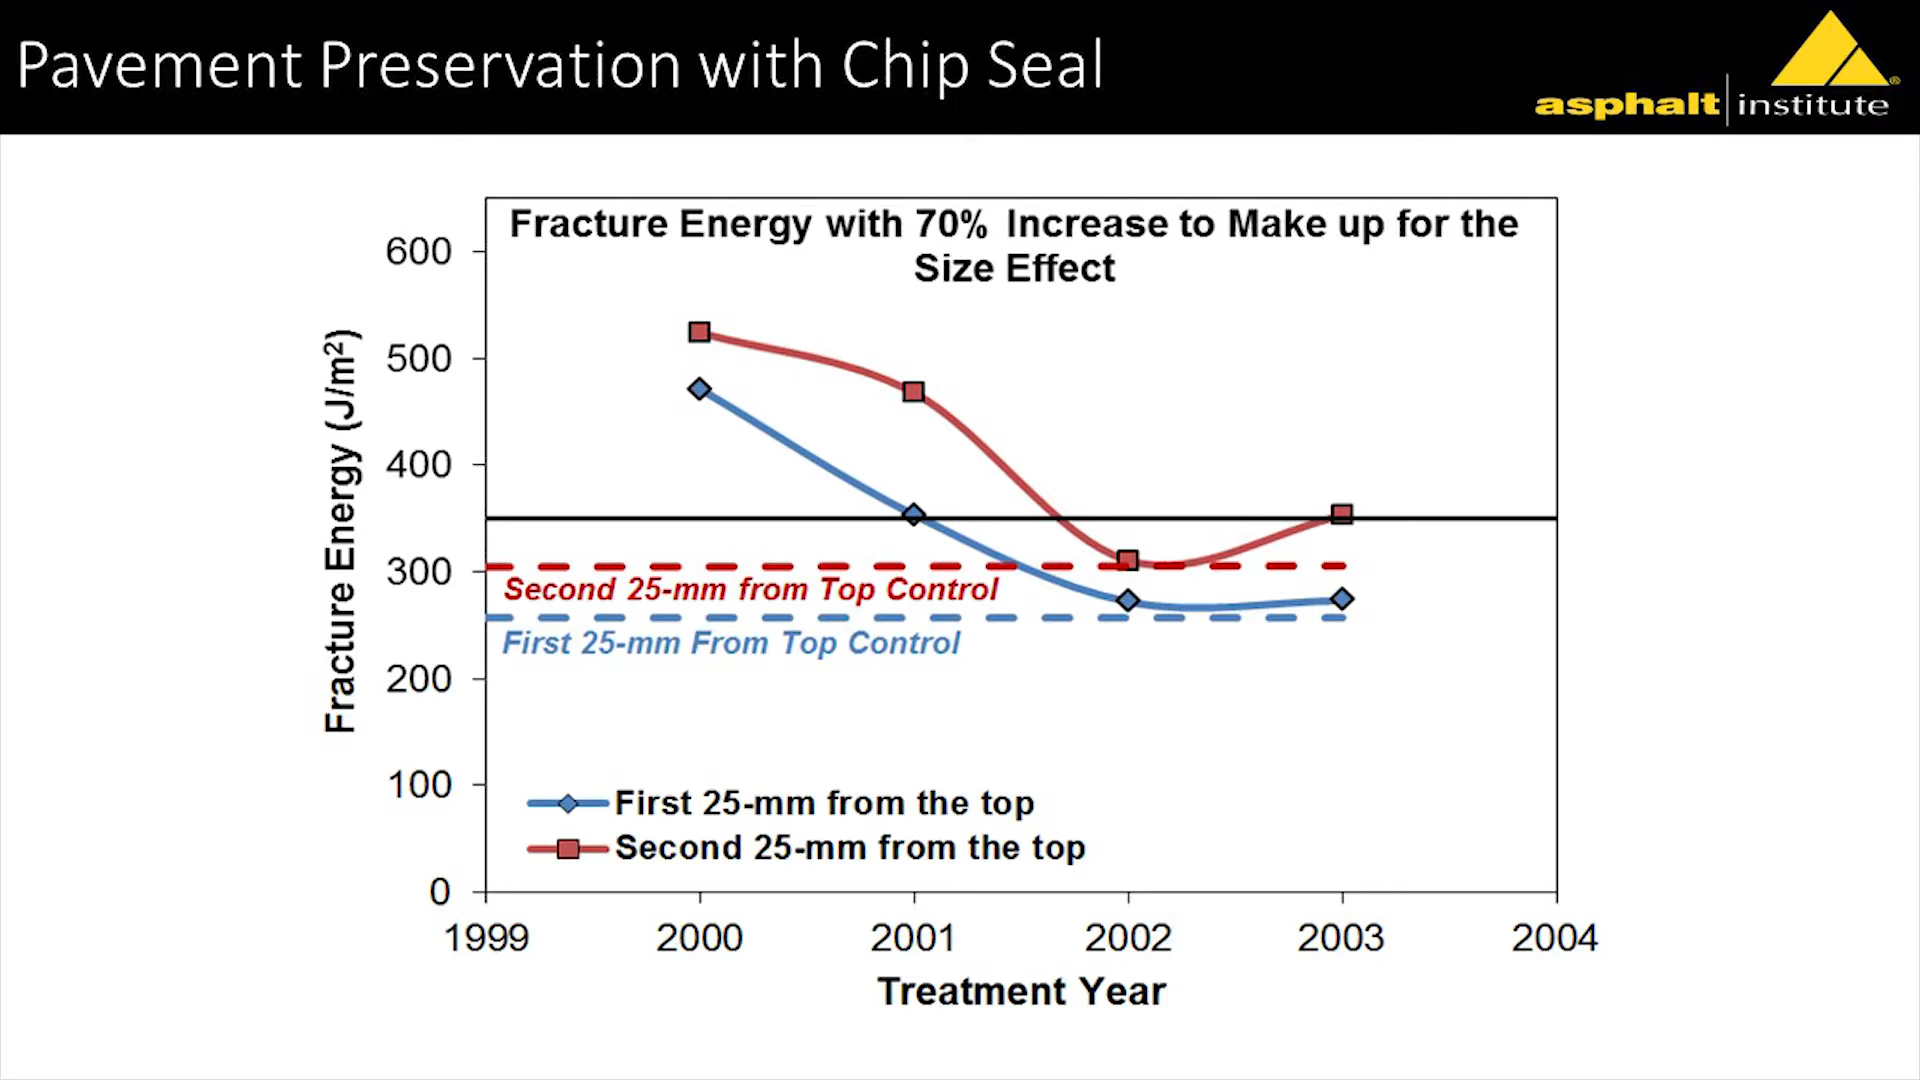 Pavement Preservation with Chip Seal
asphalt institute ®
Fracture Energy with 70% Increase to Make up for the
Size Effect
Fracture Energy (J/m²)
600
500
400
300
200
100
0
Second 25-mm from Top Control
First 25-mm From Top Control
First 25-mm from the top
Second 25-mm from the top
1999 2000 2001 2002 2003 2004
Treatment Year